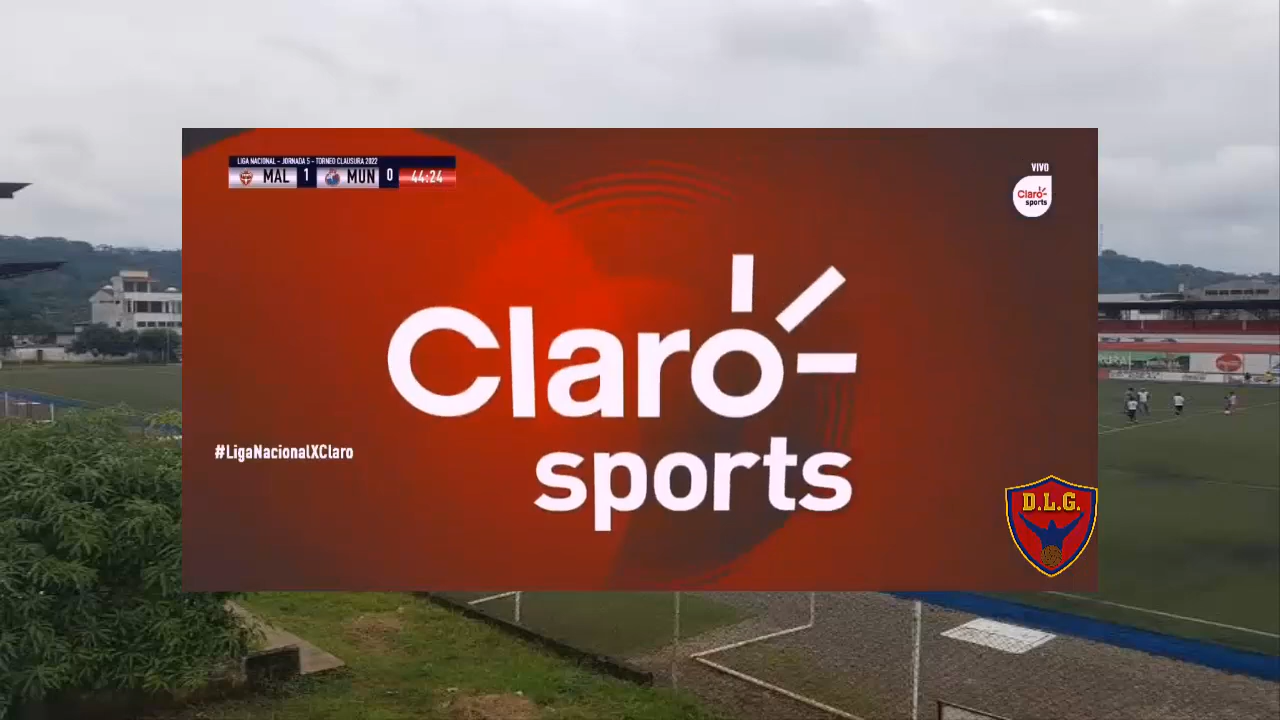 LIGA NACIONAL - JORNADA 5 - TORNEO CLAUSURA 2022
MAL 1 MUN 0 44:24
VIVO
Claro
sports
Claro
sports
#LigaNacionalXClaro
D.L.G.